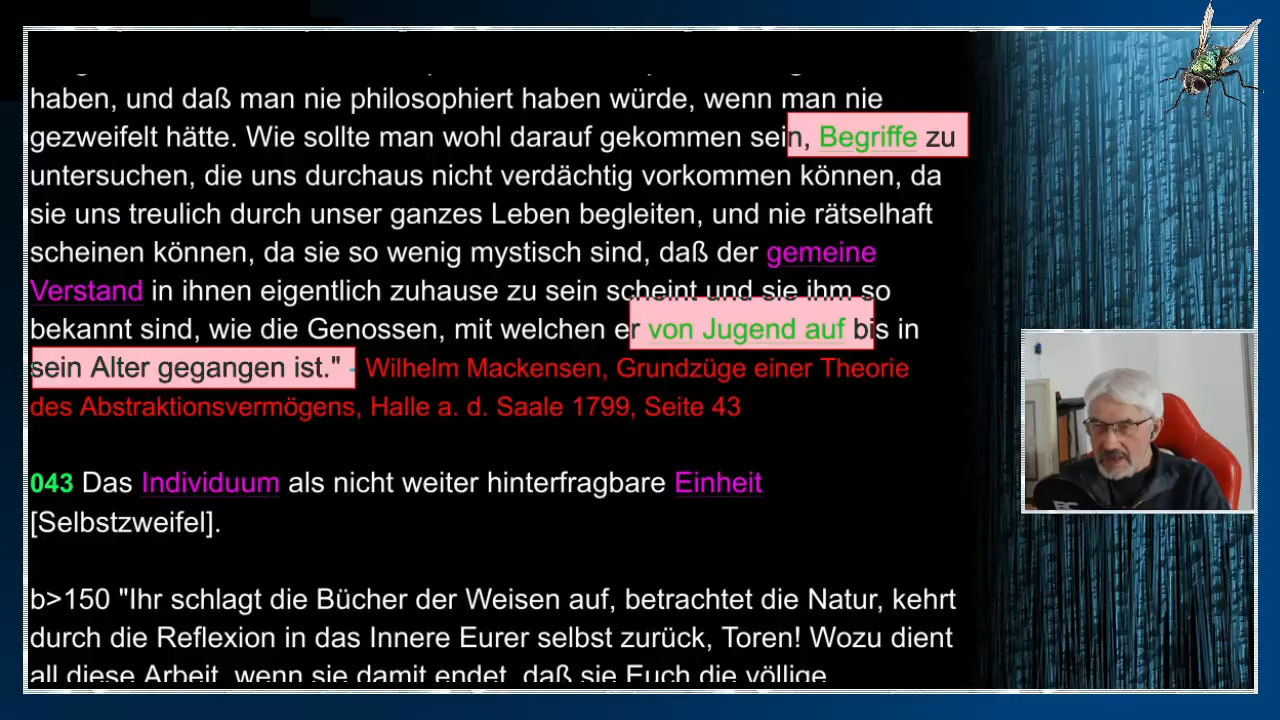 haben, und daß man nie philosophiert haben würde, wenn man nie
gezweifelt hätte. Wie sollte man wohl darauf gekommen sein, Begriffe zu
untersuchen, die uns durchaus nicht verdächtig vorkommen können, da
sie uns treulich durch unser ganzes Leben begleiten, und nie rätselhaft
scheinen können, da sie so wenig mystisch sind, daß der gemeine
Verstand in ihnen eigentlich zuhause zu sein scheint und sie ihm so
bekannt sind, wie die Genossen, mit welchen er von Jugend auf bis in
sein Alter gegangen ist." - Wilhelm Mackensen, Grundzüge einer Theorie
des Abstraktionsvermögens, Halle a. d. Saale 1799, Seite 43
043 Das Individuum als nicht weiter hinterfragbare Einheit
[Selbstzweifel].
b>150 "Ihr schlagt die Bücher der Weisen auf, betrachtet die Natur, kehrt
durch die Reflexion in das Innere Eurer selbst zurück, Toren! Wozu dient
all diese Arbeit, wenn sie damit endet, daß sie Euch die völlige